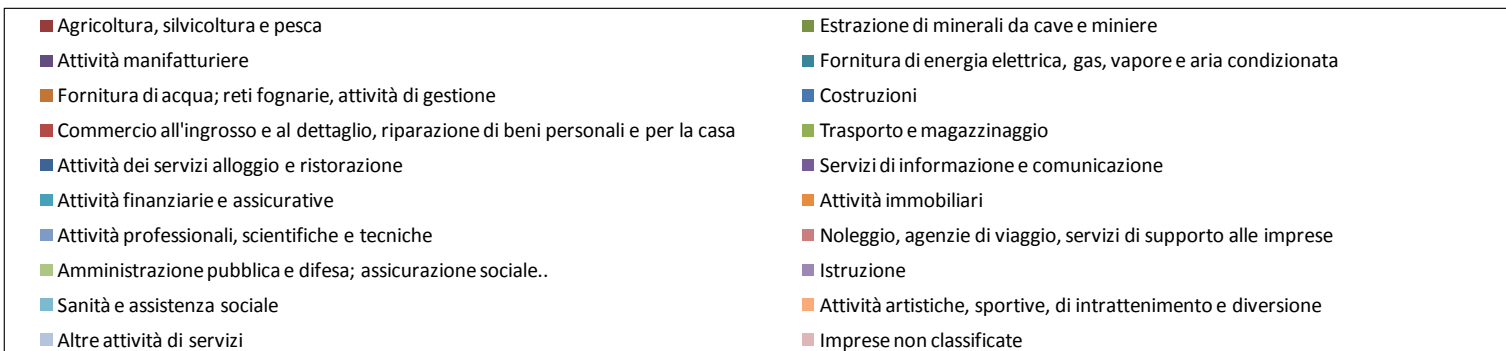 Agricoltura, silvicoltura e pesca
Estrazione di minerali da cave e miniere
Attività manifatturiere
Fornitura di energia elettrica, gas, vapore e aria condizionata
Fornitura di acqua; reti fognarie, attività di gestione
Costruzioni
Commercio all'ingrosso e al dettaglio, riparazione di beni personali e per la casa
Trasporto e magazzinaggio
Attività dei servizi alloggio e ristorazione
Servizi di informazione e comunicazione
Attività finanziarie e assicurative
Attività immobiliari
Attività professionali, scientifiche e tecniche
Noleggio, agenzie di viaggio, servizi di supporto alle imprese
Amministrazione pubblica e difesa; assicurazione sociale..
Istruzione
Sanità e assistenza sociale
Attività artistiche, sportive, di intrattenimento e diversione
Altre attività di servizi
Imprese non classificate